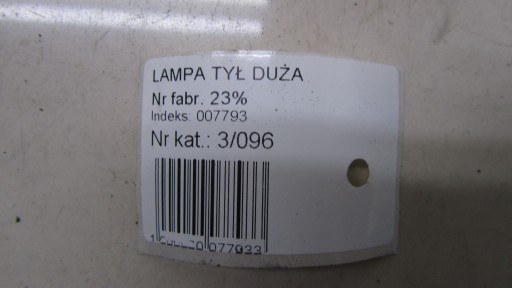 LAMPA TYŁ DUŻA
Nr fabr. 23%
Indeks: 007793
Nr kat.: 3/096